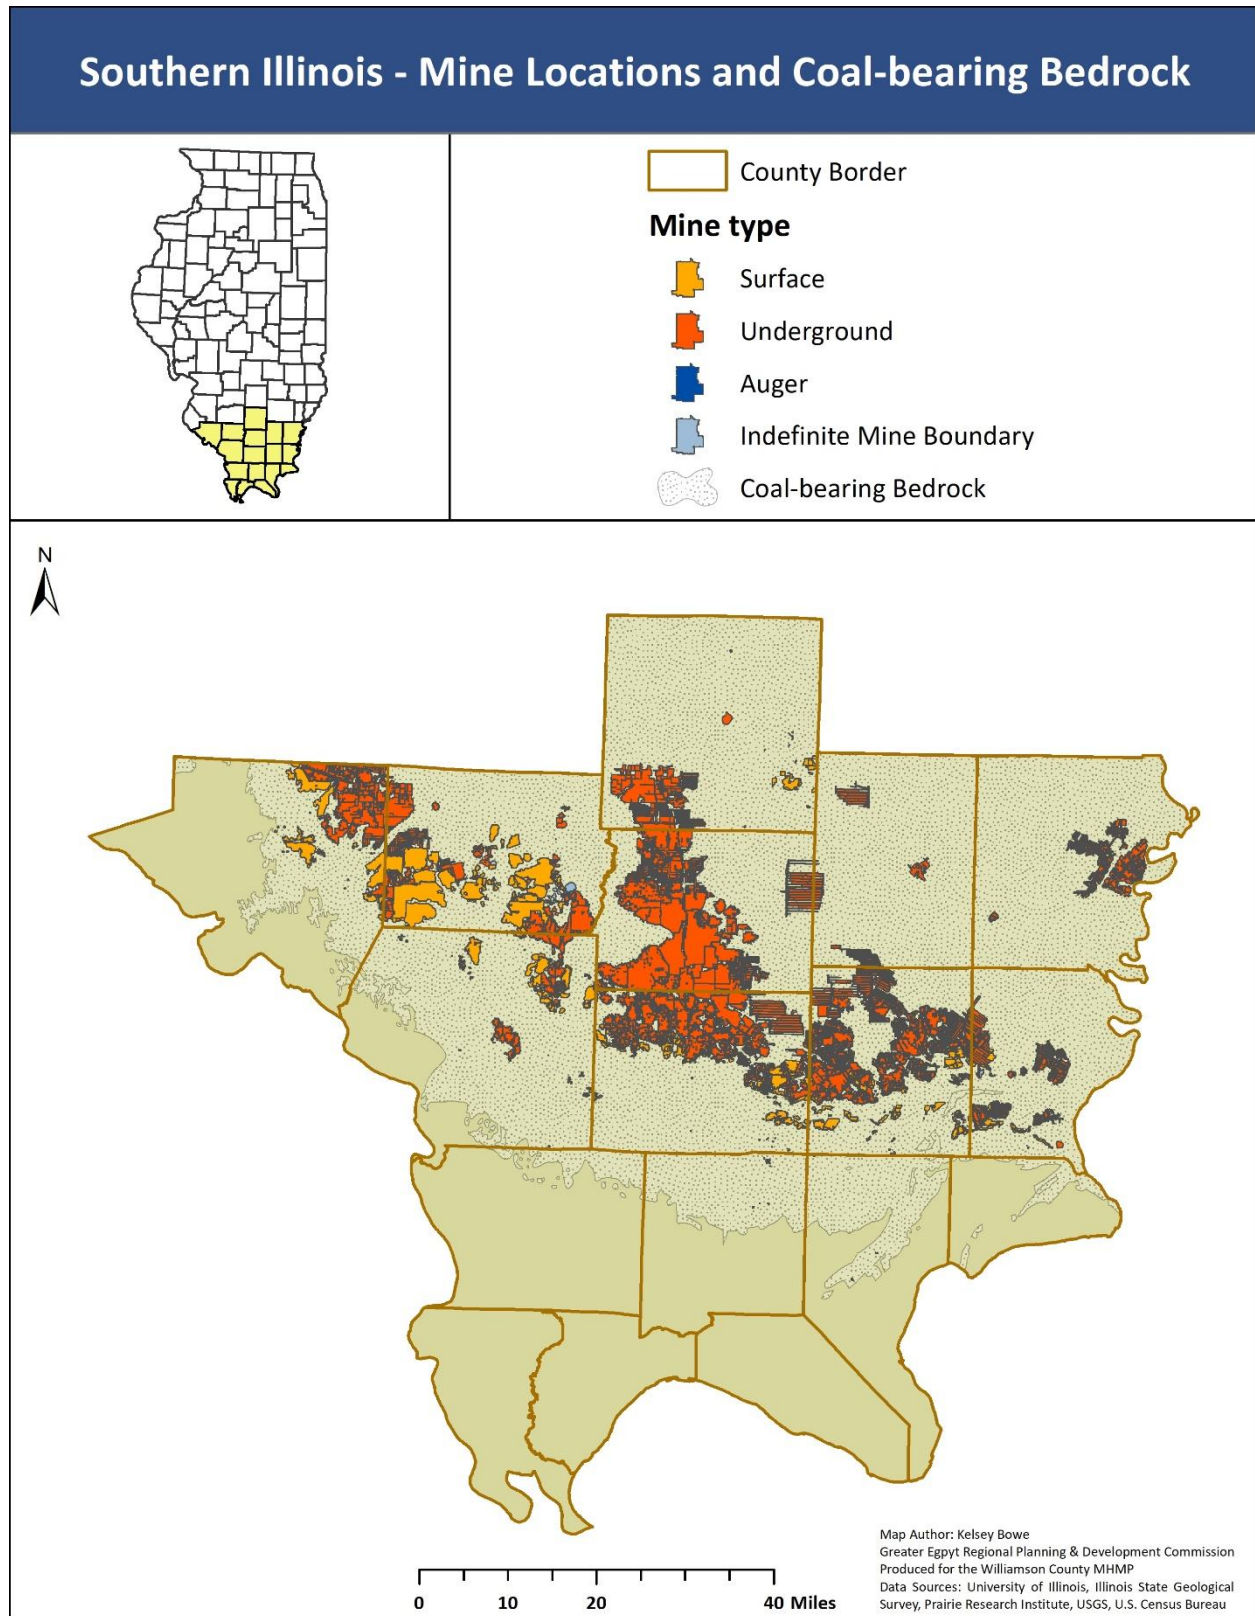 Southern Illinois - Mine Locations and Coal-bearing Bedrock
County Border
Mine type
Surface
Underground
Auger
Indefinite Mine Boundary
Coal-bearing Bedrock
N
0 10 20 40 Miles
Map Author: Kelsey Bowe
Greater Egpyt Regional Planning & Development Commission
Produced for the Williamson County MHMP
Data Sources: University of Illinois, Illinois State Geological
Survey, Prairie Research Institute, USGS, U.S. Census Bureau